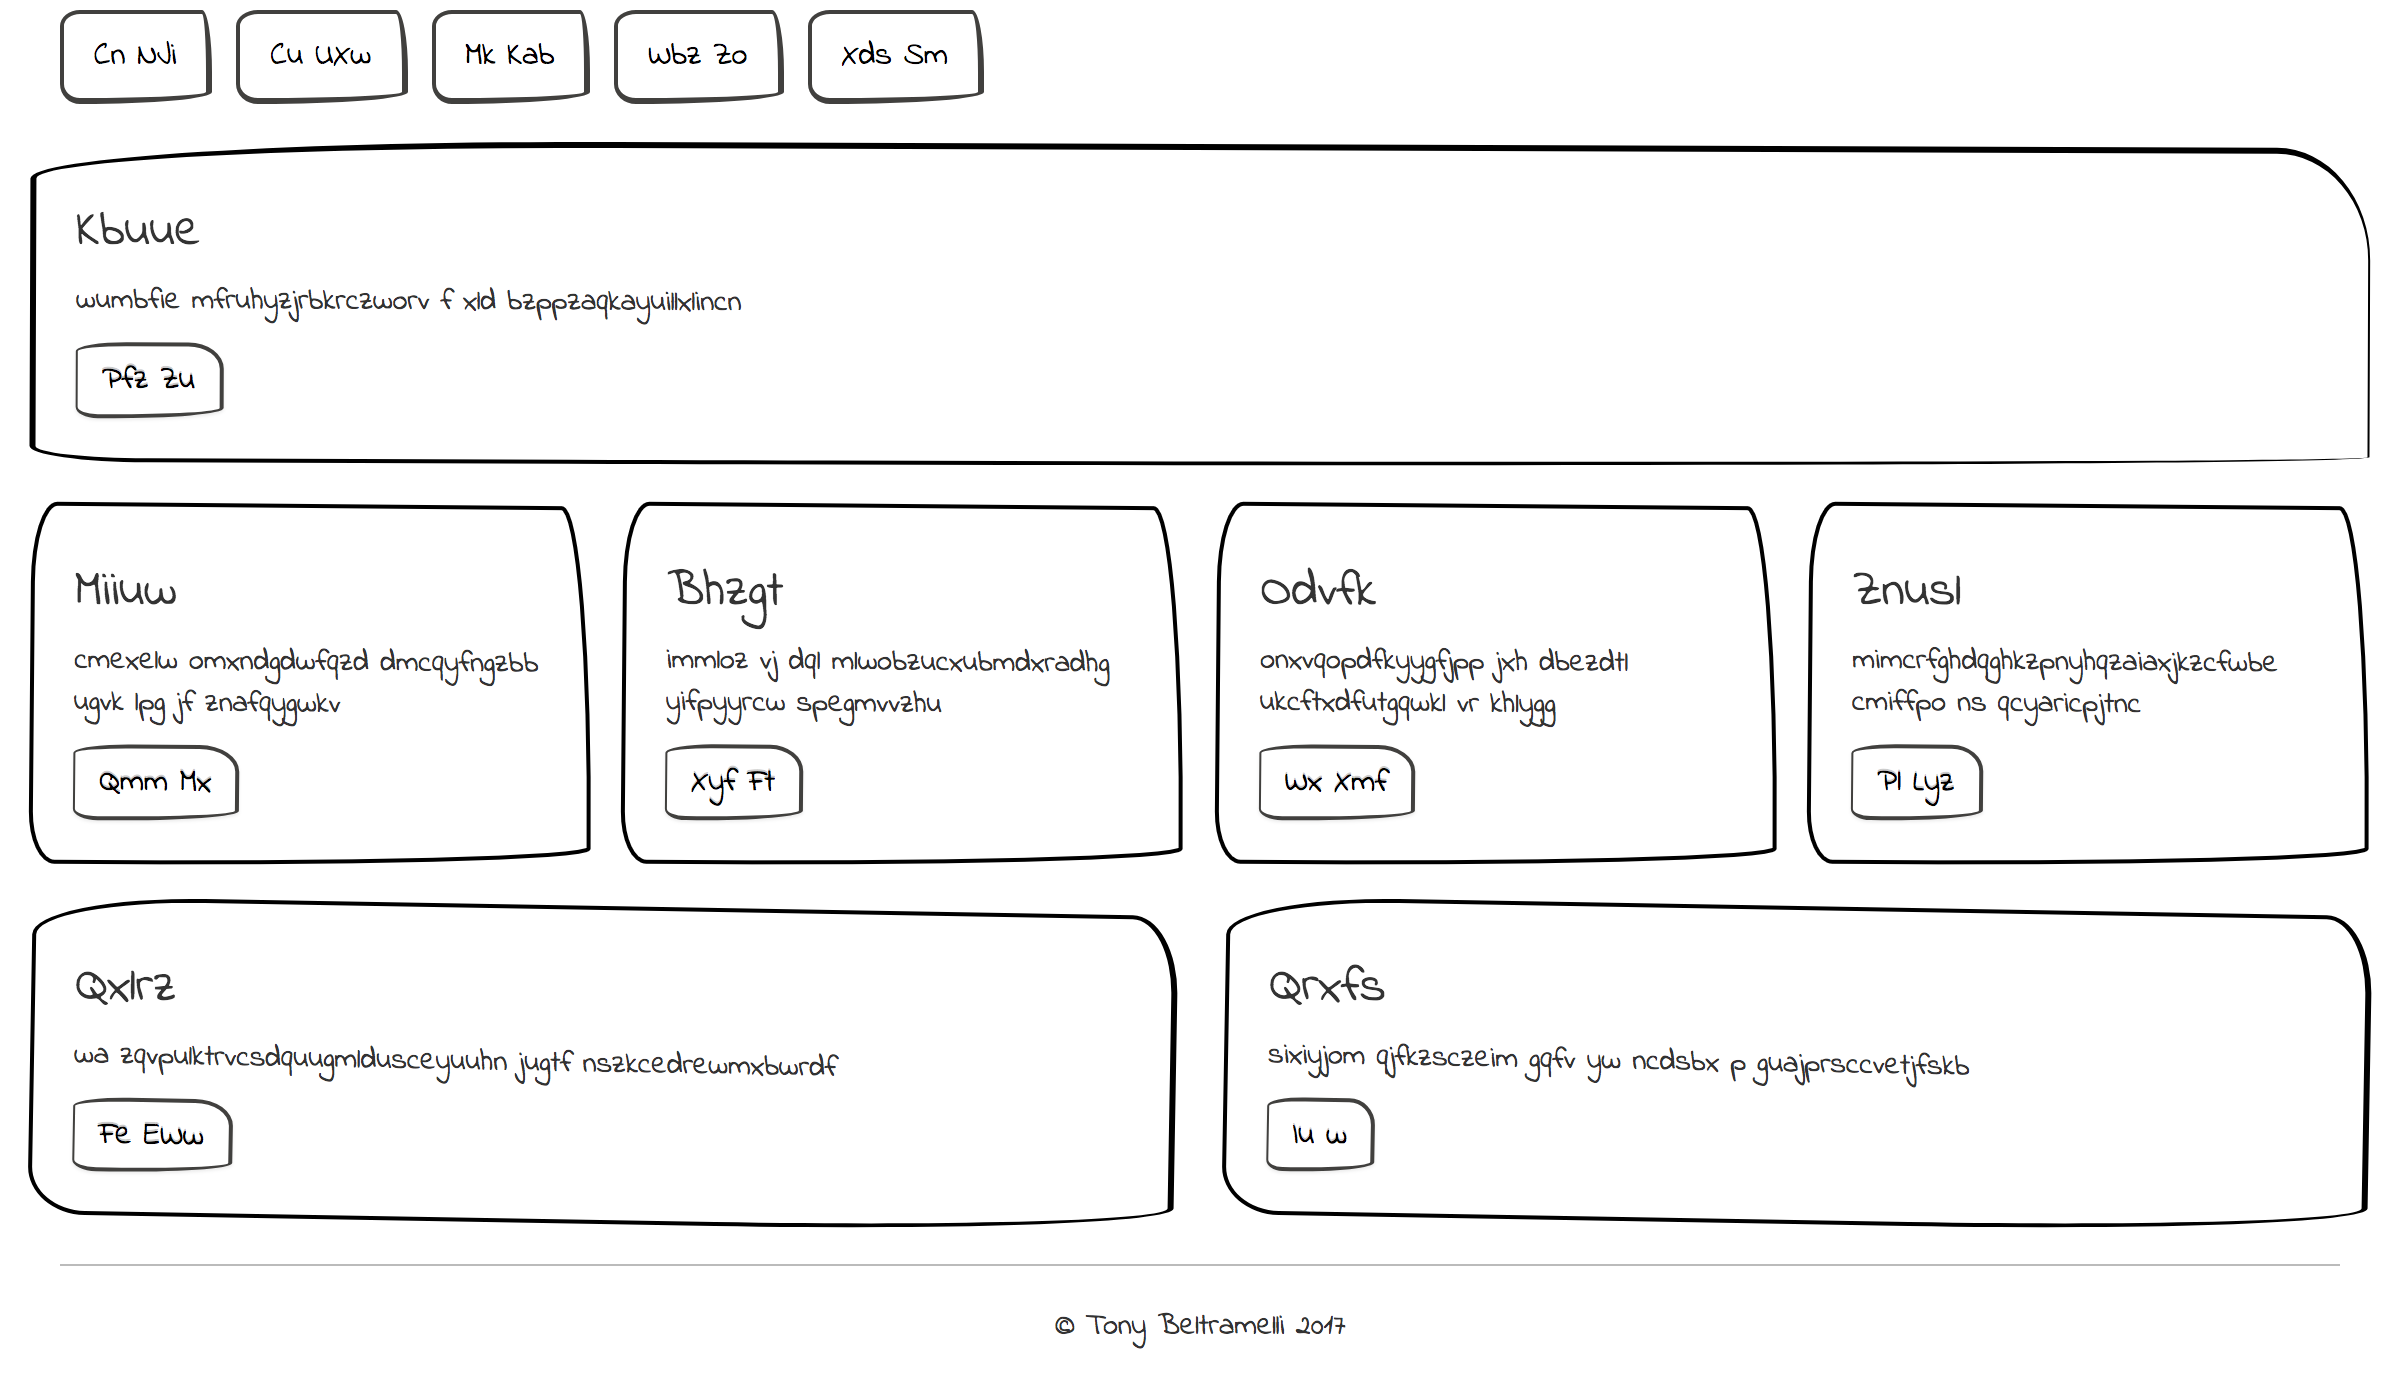 Cn NJi
Cu UXw
Mk Kab
Wbz Zo
Xds Sm
Kbuue
wumbfie mfruhyzjrbkrczworv f xld bzppzaqkayuillxlincn
Pfz Zu
Miiuw
cmexelw omxndgdwfqzd dmcqyfngzbb
ugvk lpg jf znafqygwkv
Qmm Mx
Bhzgt
immloz vj dql mlwobzucxubmdxradhg
yifpyyrcw spegmvvzhu
Xyf Ft
Odvfk
onxvqopdfkyygfjpp jxh dbezdtl
ukcftxdfutgqwkl vr khlygg
Wx Xmf
Znusl
mimcrfghdqghkzpnyhqzaiaxjkzcfwbe
cmiffpo ns qcyaricpjtnc
Pl Lyz
Qxlrz
wa zqvpulktrvcsdquugmldusceyuuhn jugtf nszkcedrewmxbwrdf
Fe Eww
Qrxfs
sixiyjom qjfkzsczeim gqfv yw ncdsbx p guajprsccvetjfskb
Iu w
© Tony Beltramelli 2017